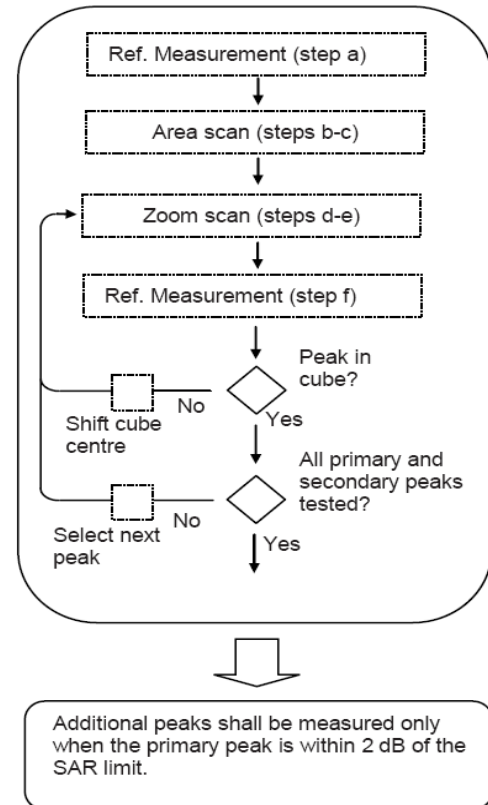 Ref. Measurement (step a)
Area scan (steps b-c)
Zoom scan (steps d-e)
Ref. Measurement (step f)
Peak in
cube?
No
Shift cube
centre
Yes
All primary and
secondary peaks
tested?
No
Select next
peak
Yes
Additional peaks shall be measured only
when the primary peak is within 2 dB of the
SAR limit.